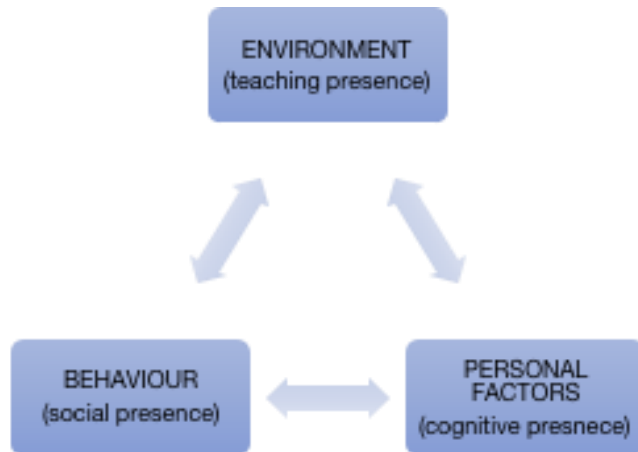 ENVIRONMENT
(teaching presence)
BEHAVIOUR
(social presence)
PERSONAL
FACTORS
(cognitive presnece)